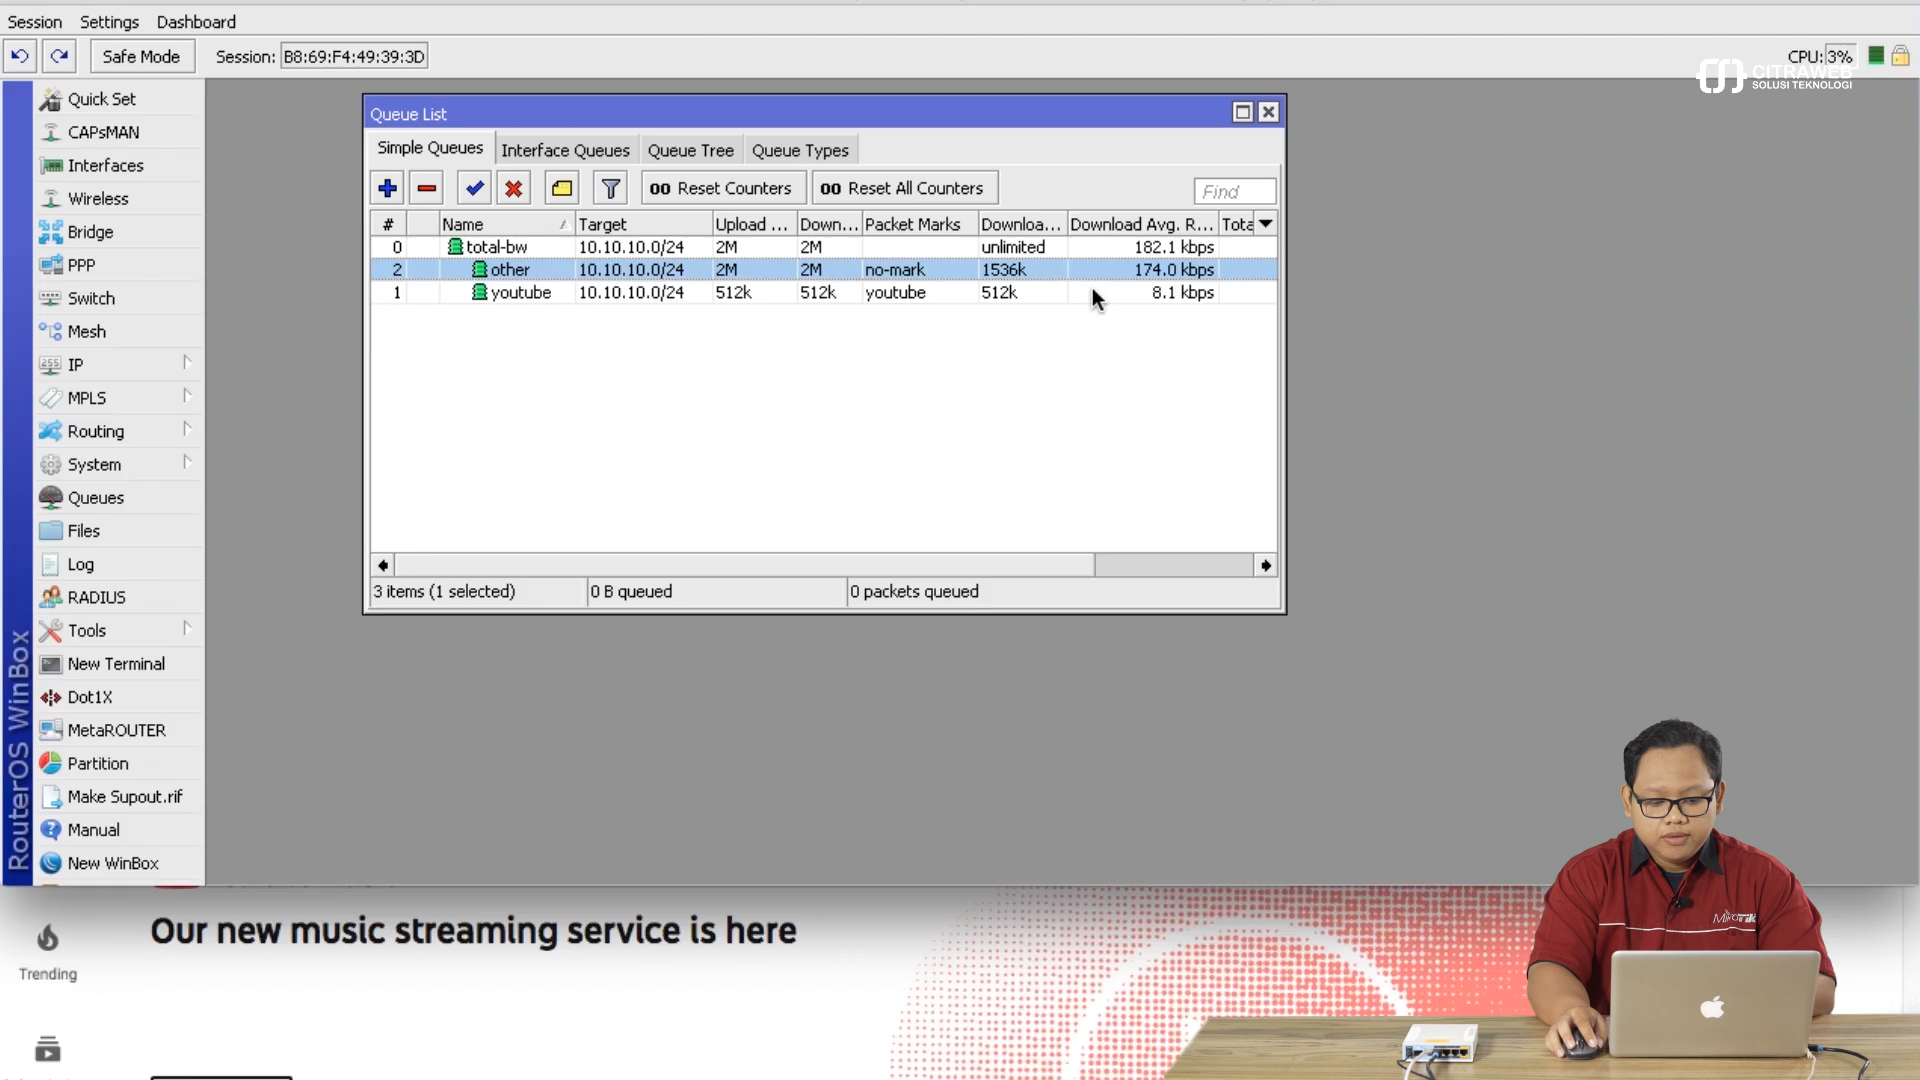 Session Settings Dashboard
Safe Mode Session: B8:69:F4:49:39:3D CPU: 3%
CITRAWEB
SOLUSI TEKNOLOGI
RouterOS WinBox
Quick Set
CAPsMAN
Interfaces
Wireless
Bridge
PPP
Switch
Mesh
IP
MPLS
Routing
System
Queues
Files
Log
RADIUS
Tools
New Terminal
Dot1X
MetaROUTER
Partition
Make Supout.rif
Manual
New WinBox
Queue List
Simple Queues Interface Queues Queue Tree Queue Types
00 Reset Counters 00 Reset All Counters Find
# Name Target Upload ... Down... Packet Marks Downloa... Download Avg. R... Tota
0 total-bw 10.10.10.0/24 2M 2M unlimited 182.1 kbps
2 other 10.10.10.0/24 2M 2M no-mark 1536k 174.0 kbps
1 youtube 10.10.10.0/24 512k 512k youtube 512k 8.1 kbps
3 items (1 selected) 0 B queued 0 packets queued
Our new music streaming service is here
Trending
MikroTik